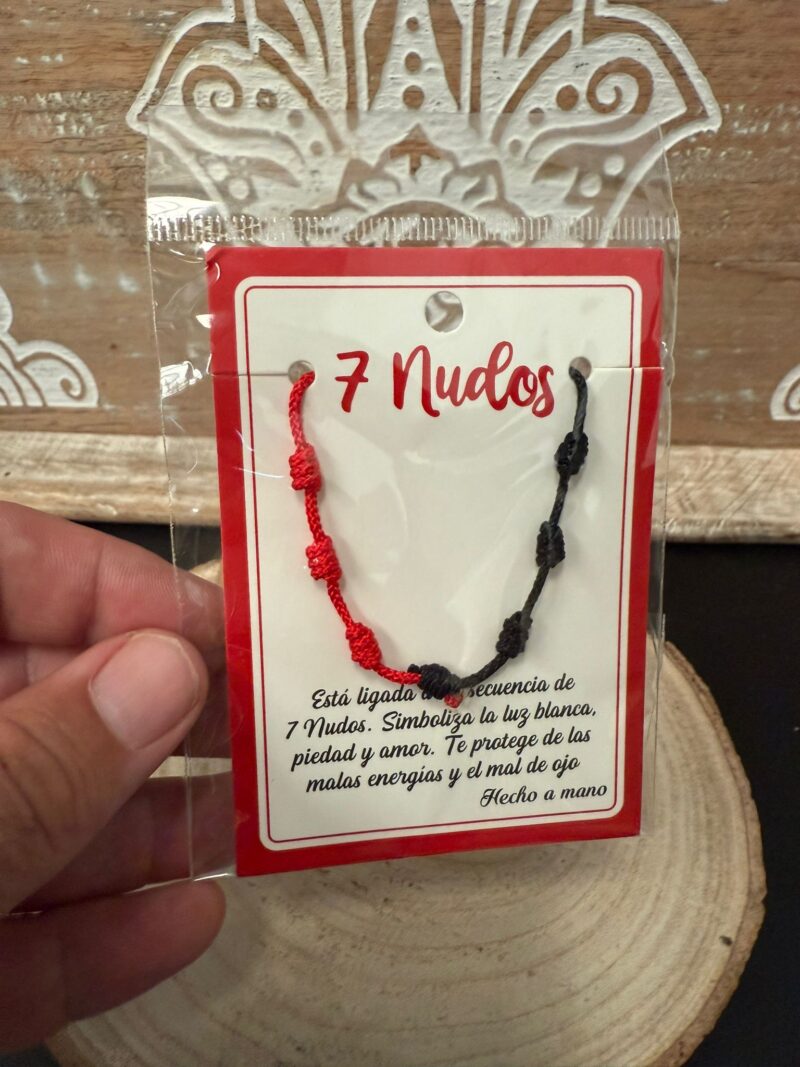 7 Nudos
Está ligada secuencia de
7 Nudos. Simboliza la luz blanca,
piedad y amor. Te protege de las
malas energías y el mal de ojo
Hecho a mano